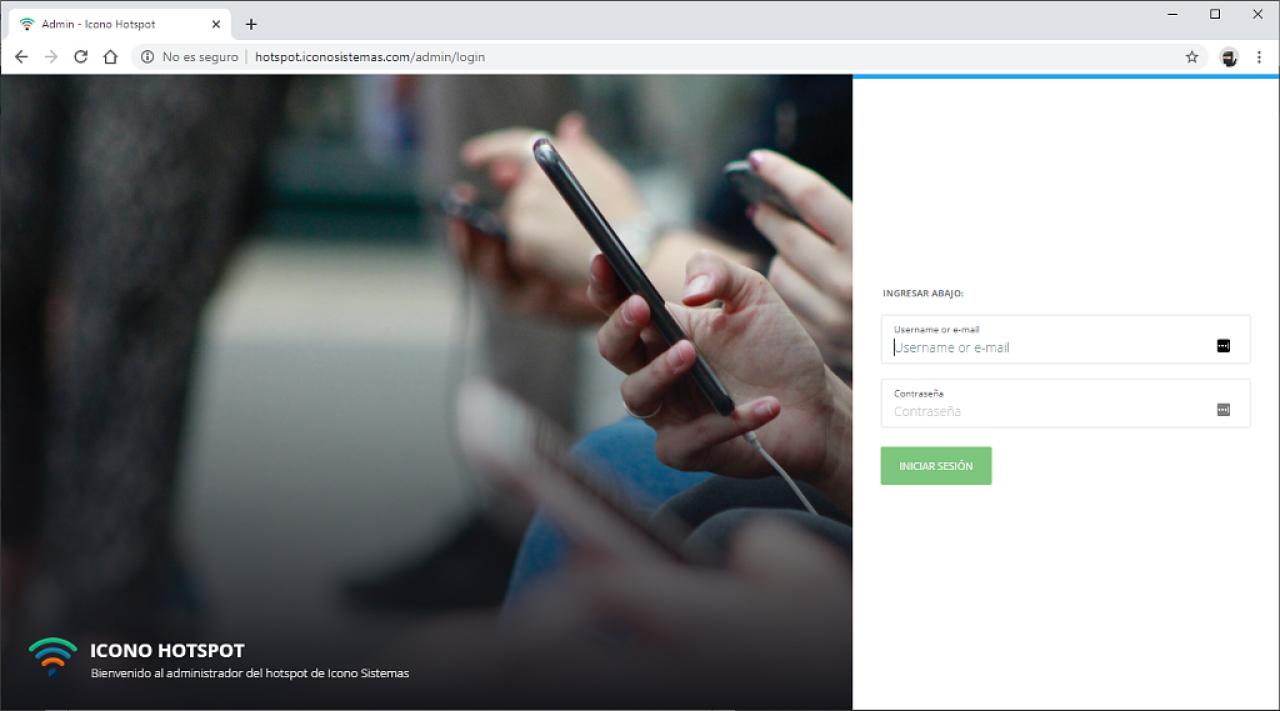 Admin - Icono Hotspot
No es seguro
hotspot.iconosistemas.com/admin/login
INGRESAR ABAJO:
Username or e-mail
Username or e-mail
Contraseña
Contraseña
INICIAR SESIÓN
ICONO HOTSPOT
Bienvenido al administrador del hotspot de Icono Sistemas